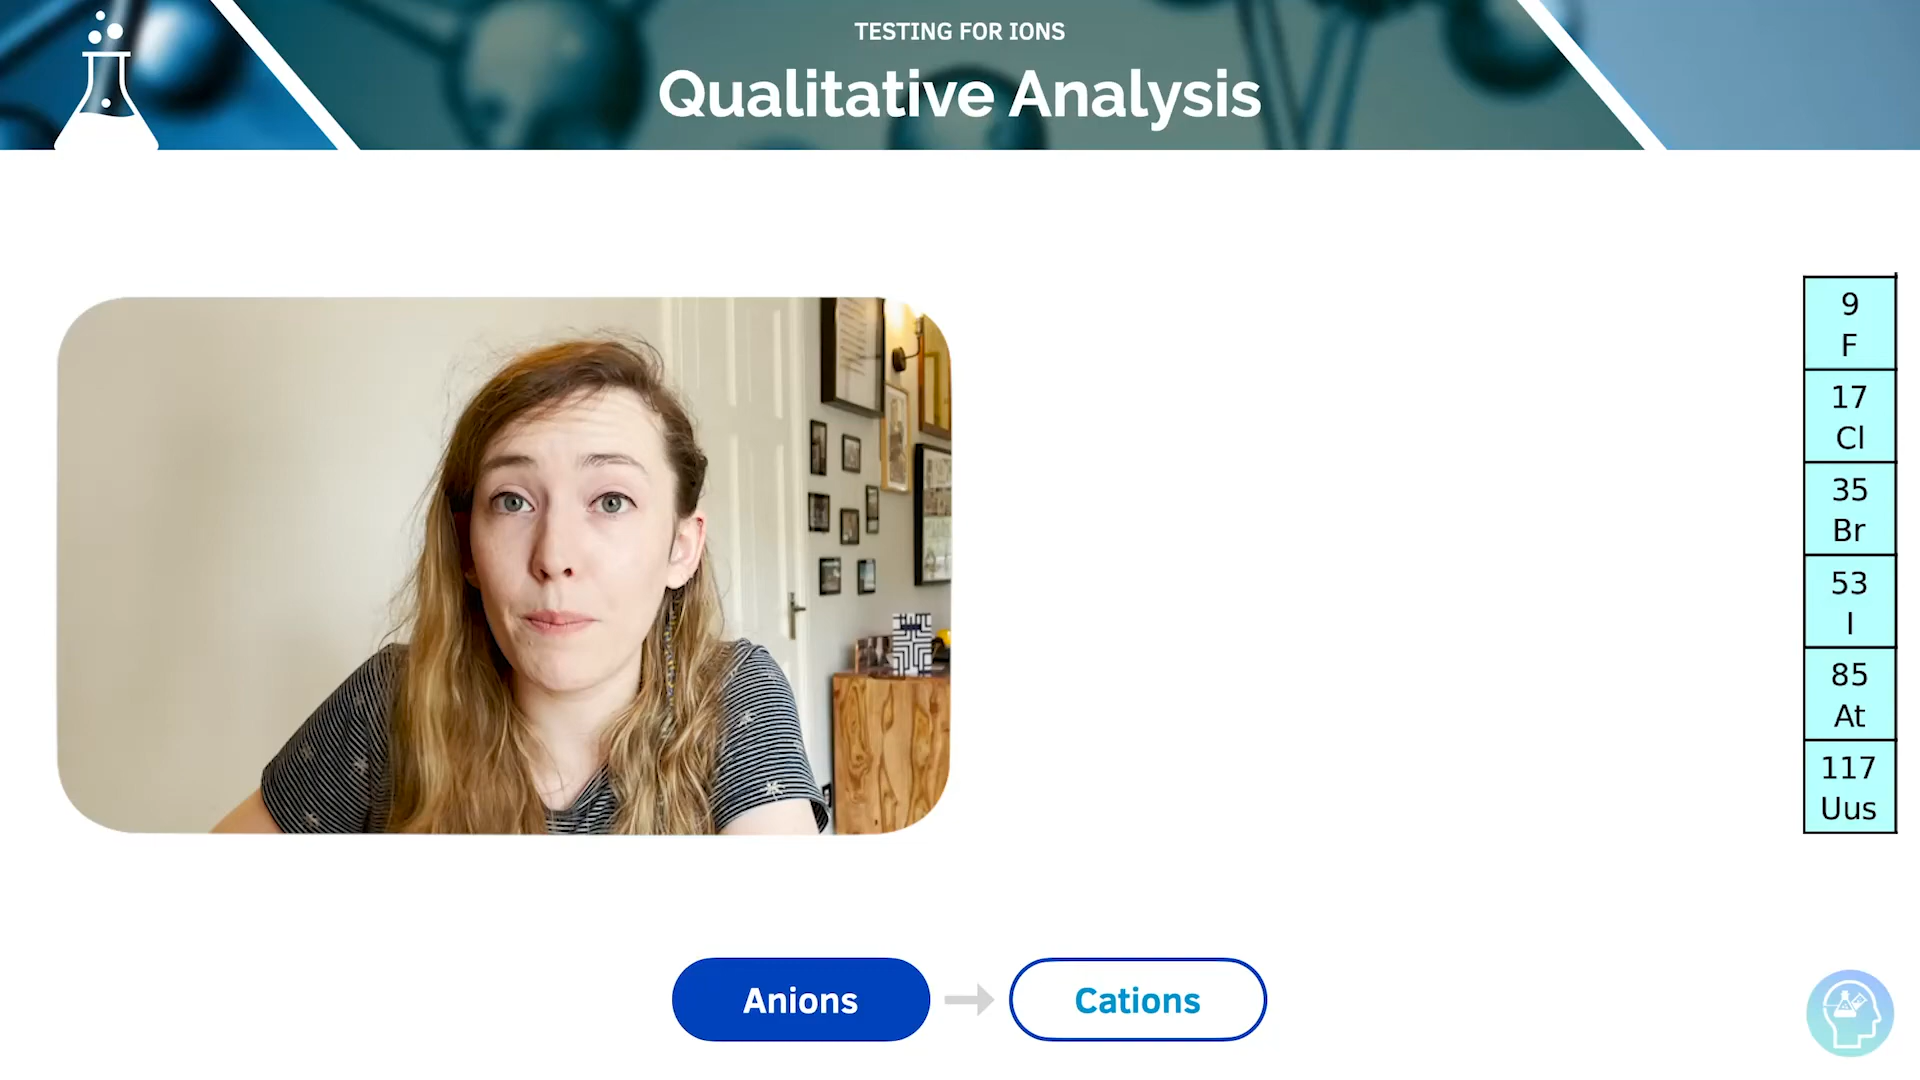 TESTING FOR IONS
Qualitative Analysis
9
F
17
Cl
35
Br
53
I
85
At
117
Uus
Anions
Cations